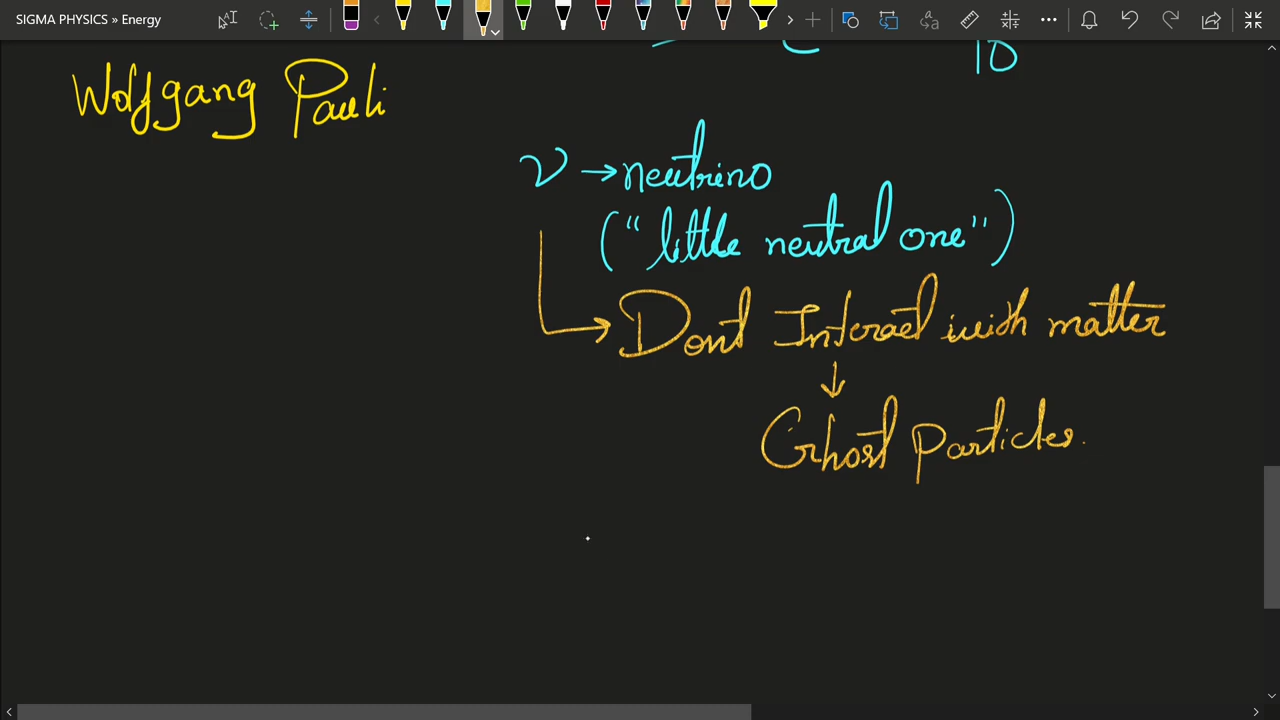 SIGMA PHYSICS » Energy
10
Wolfgang Pauli
ν → neutrino
("little neutral one")
Dont Interact with matter
Ghost Particles.